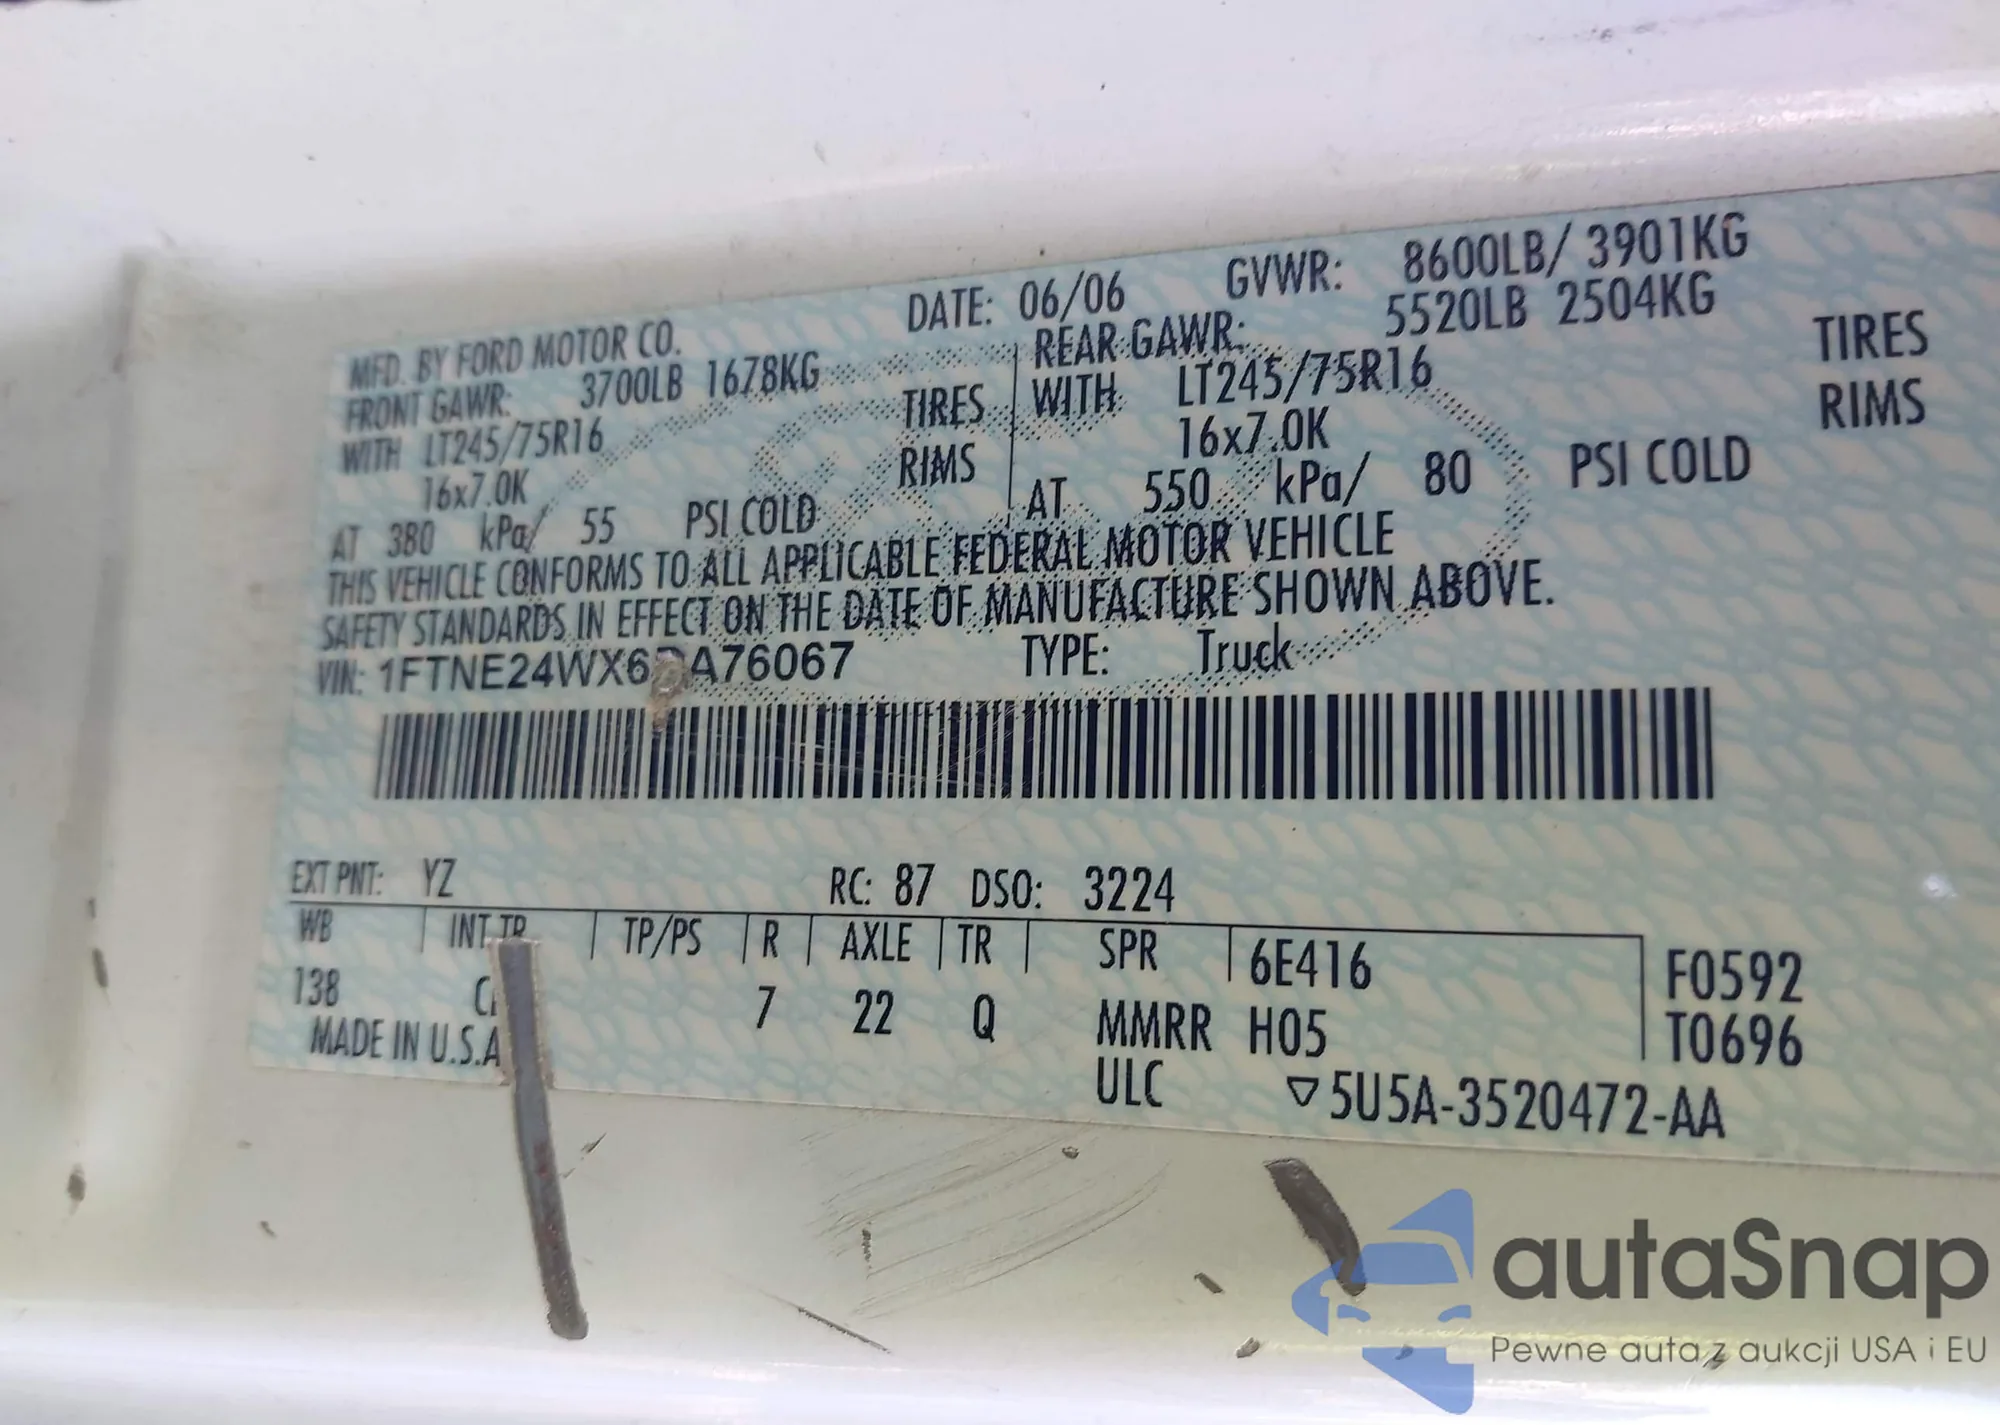 MFD. BY FORD MOTOR CO. DATE: 06/06 GVWR: 8600LB/ 3901KG
FRONT GAWR: 3700LB 1678KG REAR GAWR: 5520LB 2504KG
WITH LT245/75R16 TIRES WITH LT245/75R16 TIRES
16x7.0K RIMS 16x7.0K RIMS
AT 380 kPa/ 55 PSI COLD AT 550 kPa/ 80 PSI COLD
THIS VEHICLE CONFORMS TO ALL APPLICABLE FEDERAL MOTOR VEHICLE
SAFETY STANDARDS IN EFFECT ON THE DATE OF MANUFACTURE SHOWN ABOVE.
VIN: TYPE: Truck
EXT PNT: YZ RC: 87 DSO: 3224
WB INT TR TP/PS R AXLE TR SPR 6E416 F0592
138 7 22 Q MMRR H05 T0696
MADE IN U.S.A ULC ▽5U5A-3520472-AA
autaSnap
Pewne auta z aukcji USA i EU